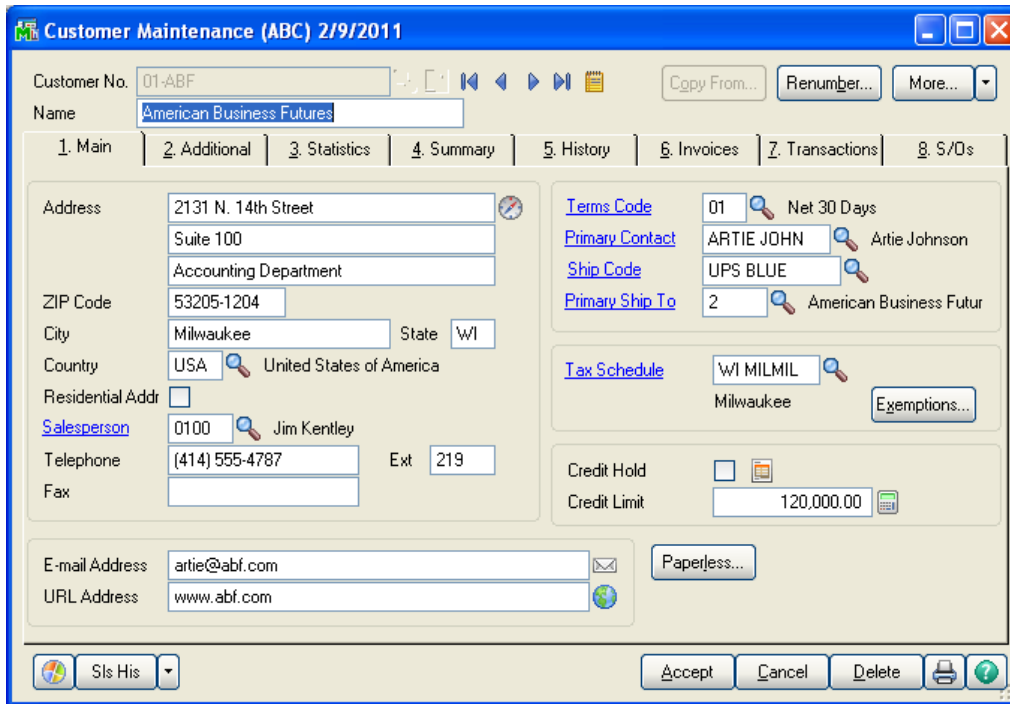 Customer Maintenance (ABC) 2/9/2011
Customer No. 01-ABF Copy From... Renumber... More...
Name American Business Futures
1. Main 2. Additional 3. Statistics 4. Summary 5. History 6. Invoices 7. Transactions 8. S/Os
Address 2131 N. 14th Street
Suite 100
Accounting Department
ZIP Code 53205-1204
City Milwaukee State WI
Country USA United States of America
Residential Addr
Salesperson 0100 Jim Kentley
Telephone (414) 555-4787 Ext 219
Fax
Terms Code 01 Net 30 Days
Primary Contact ARTIE JOHN Artie Johnson
Ship Code UPS BLUE
Primary Ship To 2 American Business Futur
Tax Schedule WI MILMIL
Milwaukee Exemptions...
Credit Hold
Credit Limit 120,000.00
E-mail Address artie@abf.com
URL Address www.abf.com
Paperless...
Sls His Accept Cancel Delete